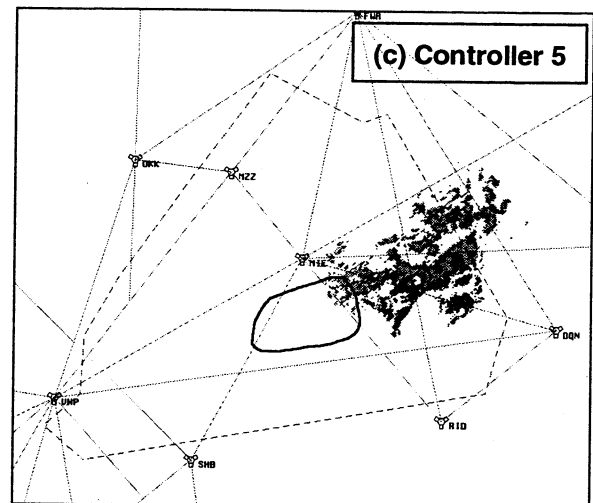 FWA
(c) Controller 5
OKK
MZZ
MIE
DQN
VHP
RID
SHB